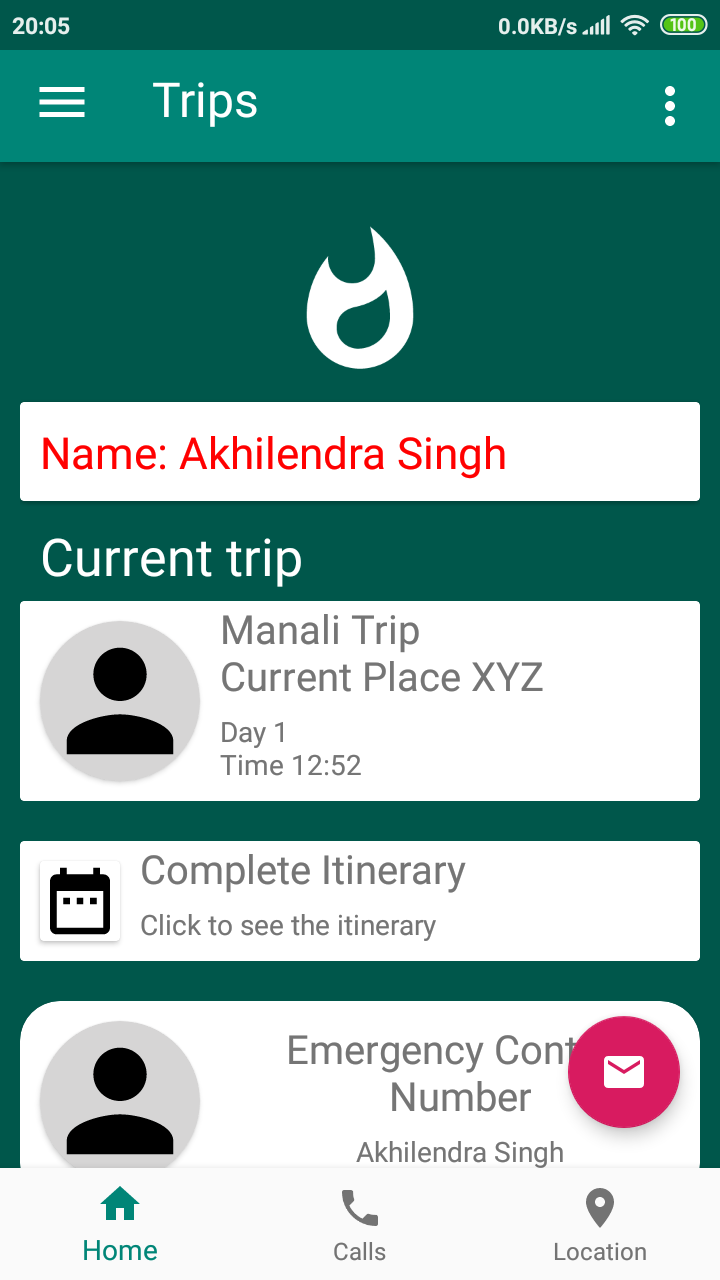 20:05
0.0KB/s
100
Trips
Name: Akhilendra Singh
Current trip
Manali Trip
Current Place XYZ
Day 1
Time 12:52
Complete Itinerary
Click to see the itinerary
Emergency Cont
Number
Akhilendra Singh
Home
Calls
Location